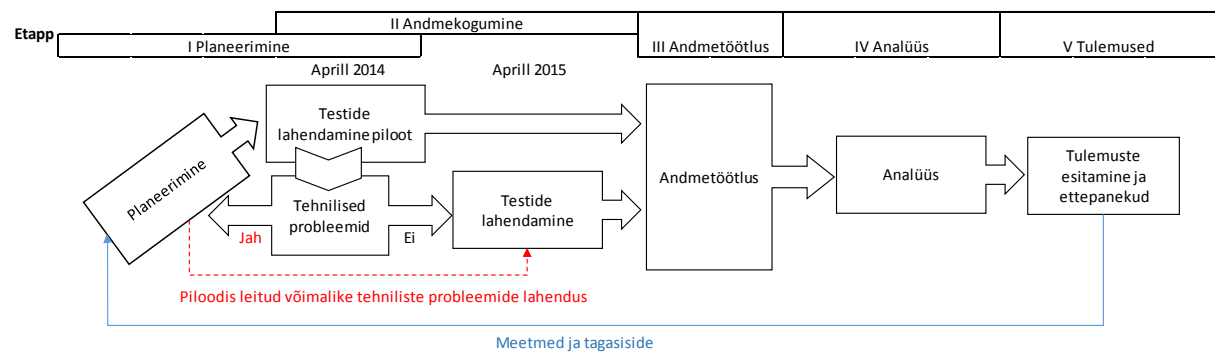 II Andmekogumine
Etapp
I Planeerimine
III Andmetöötlus
IV Analüüs
V Tulemused
Aprill 2014
Aprill 2015
Testide
lahendamine piloot
Planeerimine
Tehnilised
probleemid
Jah
Ei
Testide
lahendamine
Andmetöötlus
Analüüs
Tulemuste
esitamine ja
ettepanekud
Piloodis leitud võimalike tehniliste probleemide lahendus
Meetmed ja tagasiside